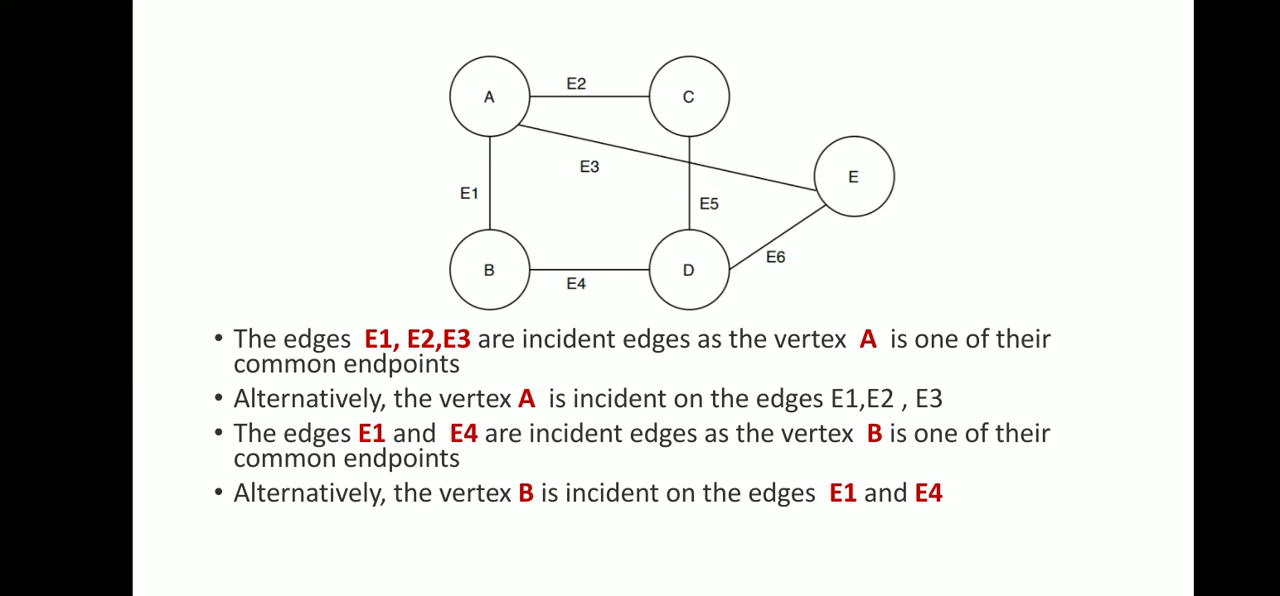 E2
A
C
E3
E
E1
E5
B
D
E6
E4
• The edges E1, E2,E3 are incident edges as the vertex A is one of their
common endpoints
• Alternatively, the vertex A is incident on the edges E1,E2 , E3
• The edges E1 and E4 are incident edges as the vertex B is one of their
common endpoints
• Alternatively, the vertex B is incident on the edges E1 and E4